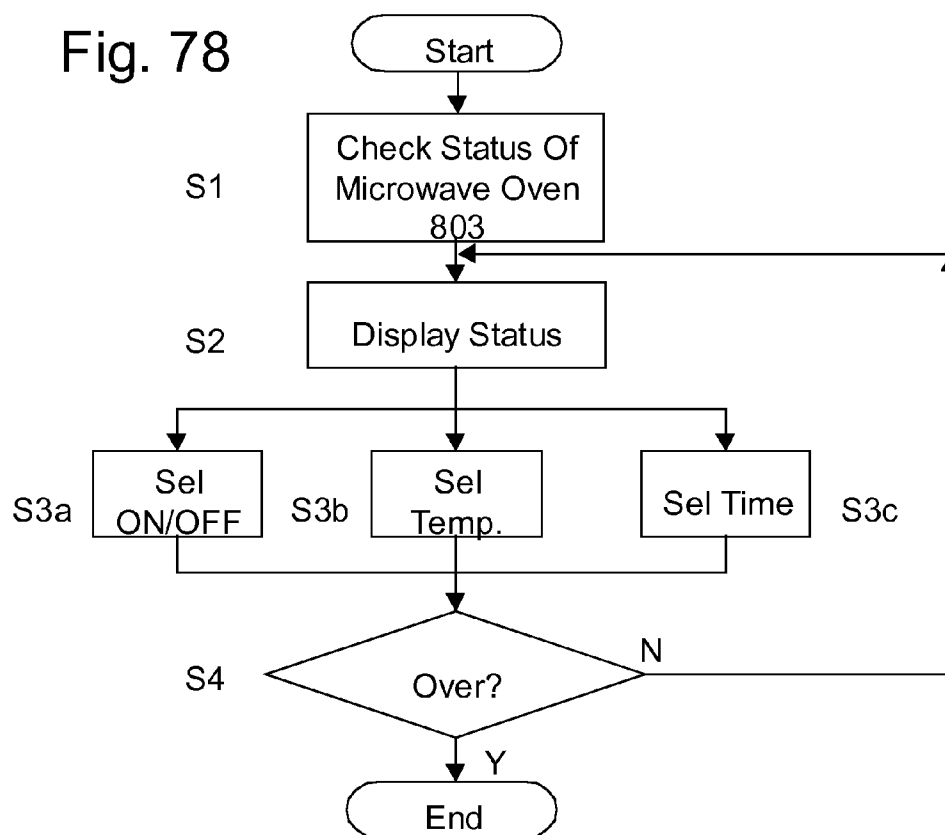 Fig. 78
Start
S1
Check Status Of
Microwave Oven
803
S2
Display Status
S3a
Sel
ON/OFF
S3b
Sel
Temp.
Sel Time
S3c
S4
Over?
N
Y
End